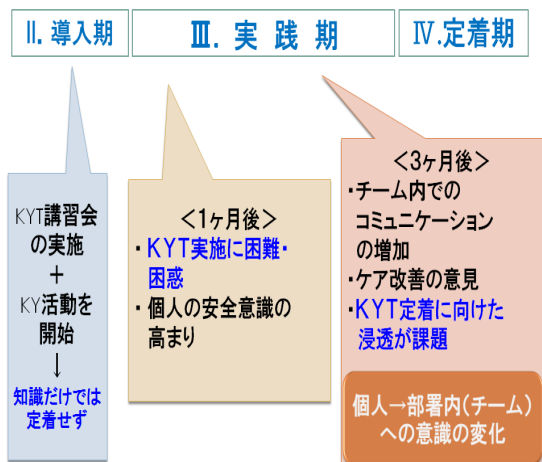 Ⅱ. 導入期
Ⅲ. 実 践 期
Ⅳ.定着期
KYT講習会
の実施
＋
KY活動を
開始
↓
知識だけでは
定着せず
＜1ヶ月後＞
・KYT実施に困難・
困惑
・個人の安全意識の
高まり
＜3ヶ月後＞
・チーム内での
コミュニケーション
の増加
・ケア改善の意見
・KYT定着に向けた
浸透が課題
個人→部署内(チーム)
への意識の変化